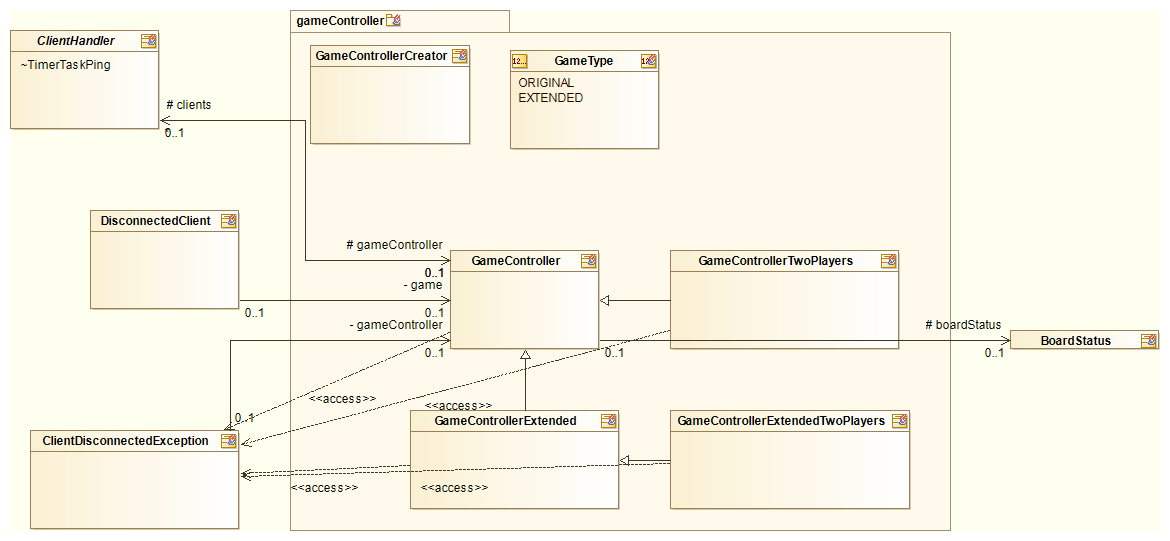 gameController
ClientHandler
~TimerTaskPing
GameControllerCreator
12...
GameType
ORIGINAL
EXTENDED
# clients
0..1
DisconnectedClient
# gameController
0..1
- game
0..1
0..1
- gameController
0..1
GameController
GameControllerTwoPlayers
# boardStatus
0..1
0..1
BoardStatus
<<access>>
<<access>>
0..1
ClientDisconnectedException
GameControllerExtended
GameControllerExtendedTwoPlayers
<<access>>
<<access>>